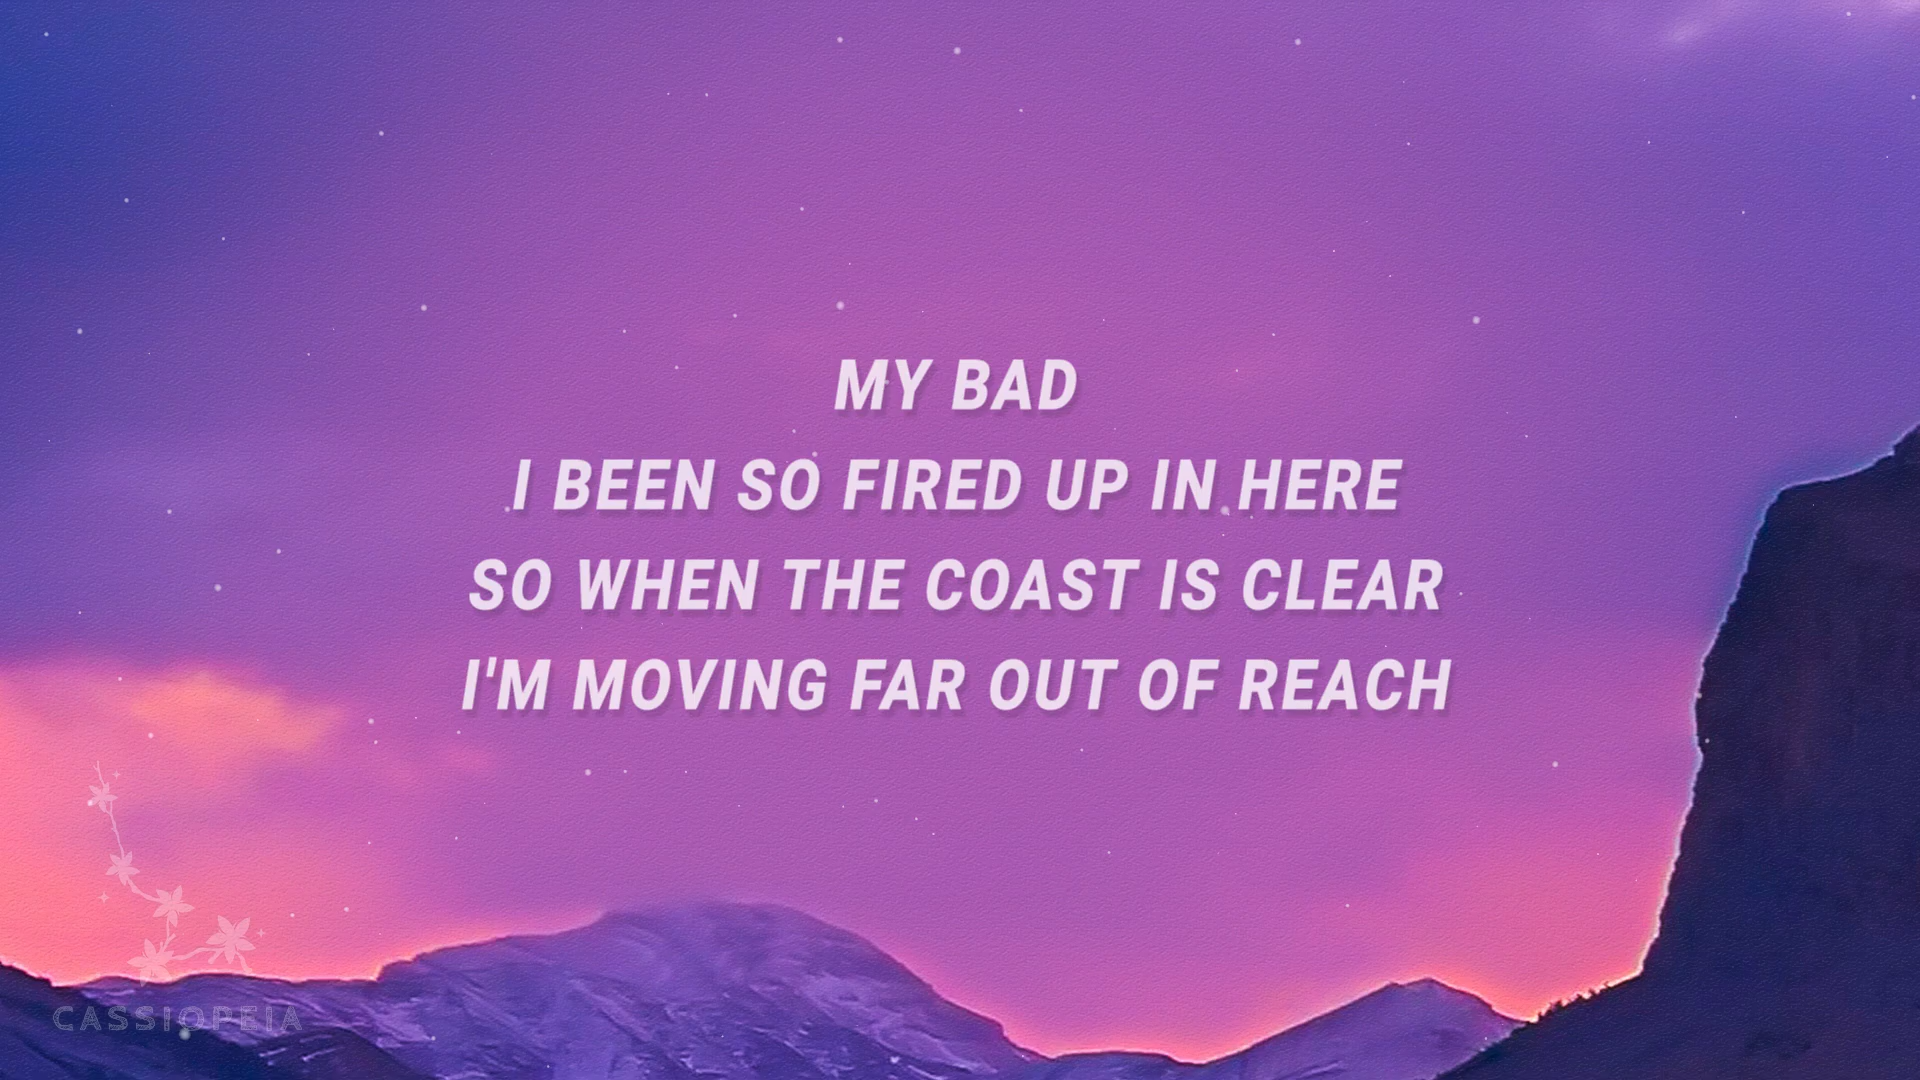 MY BAD
I BEEN SO FIRED UP IN HERE
SO WHEN THE COAST IS CLEAR
I'M MOVING FAR OUT OF REACH
CASSIOPEIA